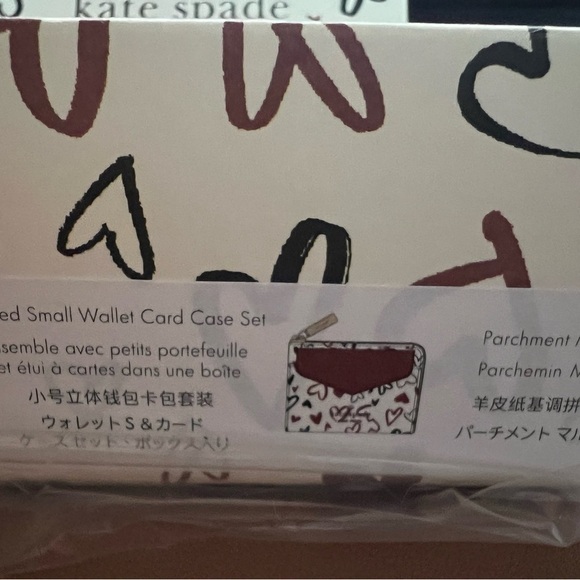 kate spade
ed Small Wallet Card Case Set
semble avec petits portefeuille
et étui à cartes dans une boîte
小号立体钱包卡包套装
ウォレットS&カード
ケースセット・ボックス入り
Parchment
Parchemin M
羊皮纸基调拼
パーチメント マル